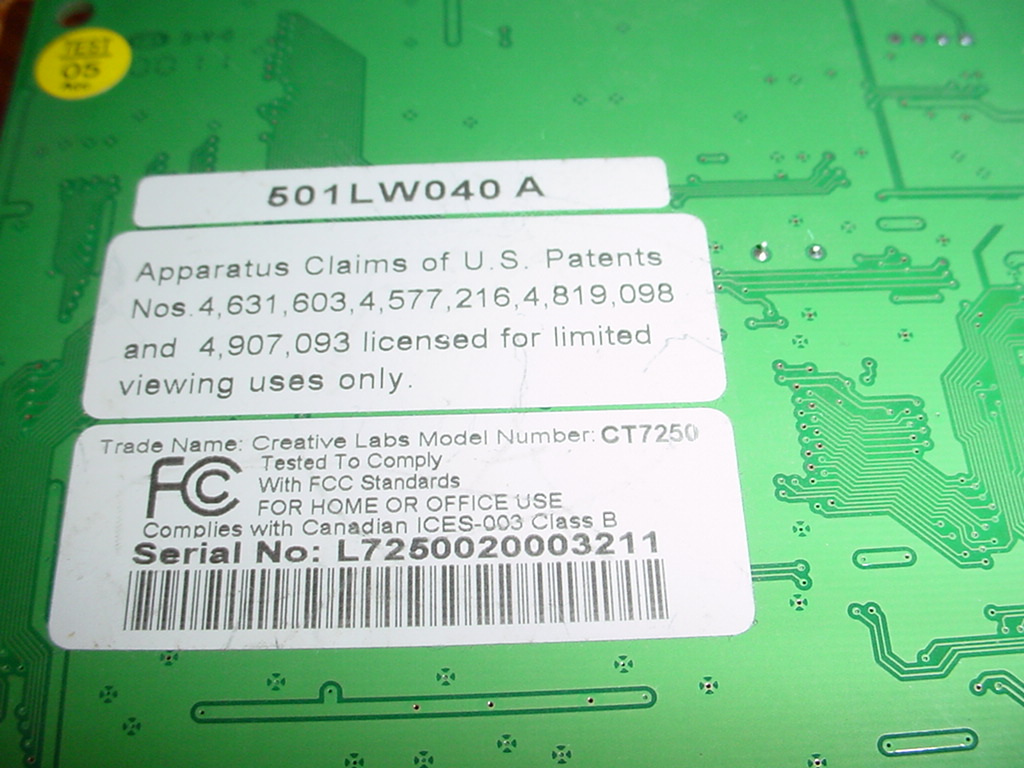 TEST
05
501LW040 A
Apparatus Claims of U.S. Patents
Nos.4,631,603,4,577,216,4,819,098
and 4,907,093 licensed for limited
viewing uses only.
Trade Name: Creative Labs Model Number: CT7250
FCC
Tested To Comply
With FCC Standards
FOR HOME OR OFFICE USE
Complies with Canadian ICES-003 Class B
Serial No: L7250020003211